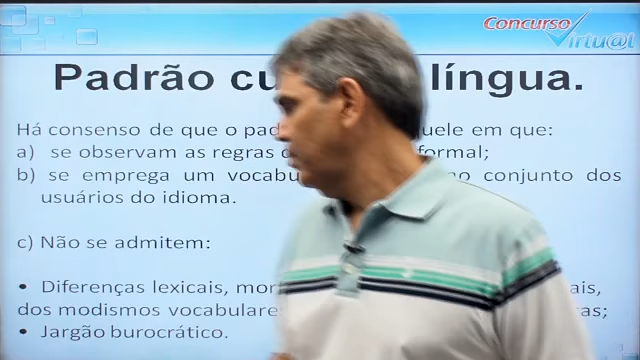 Concurso
Virtu@l
Padrão cu língua.
Há consenso de que o pad uele em que:
a) se observam as regras d formal;
b) se emprega um vocabu no conjunto dos
usuários do idioma.
c) Não se admitem:
• Diferenças lexicais, mor ais,
dos modismos vocabulare as;
• Jargão burocrático.